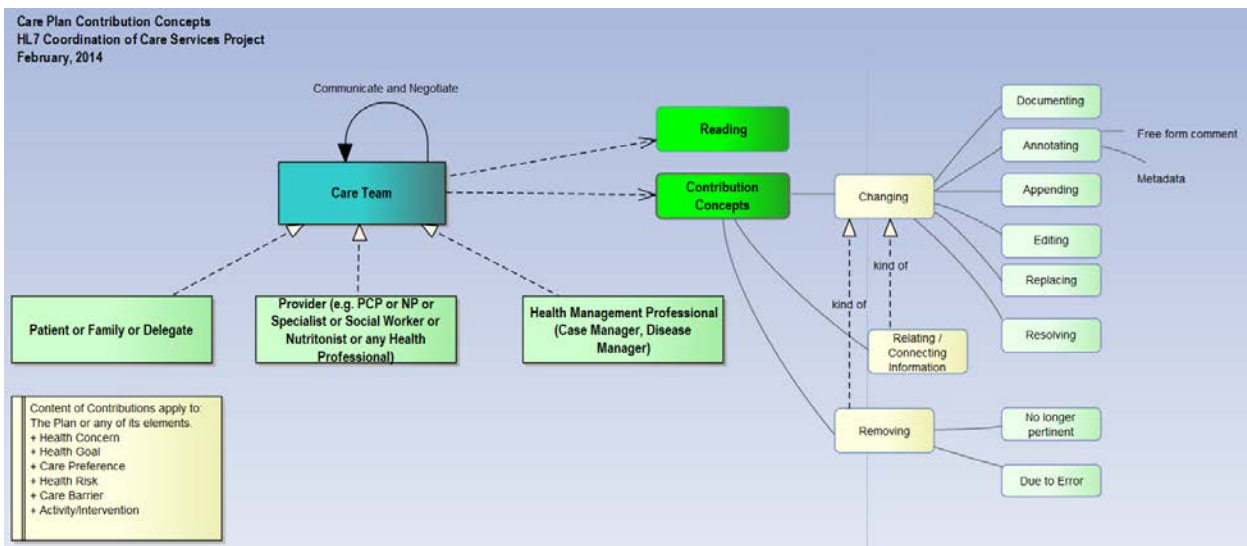 Care Plan Contribution Concepts
HL7 Coordination of Care Services Project
February, 2014
Communicate and Negotiate
Care Team
Reading
Contribution
Concepts
Changing
Documenting
Annotating
Free form comment
Metadata
Appending
Editing
Replacing
Resolving
kind of
kind of
Relating /
Connecting
Information
Removing
No longer
pertinent
Due to Error
Patient or Family or Delegate
Provider (e.g. PCP or NP or
Specialist or Social Worker or
Nutritonist or any Health
Professional)
Health Management Professional
(Case Manager, Disease
Manager)
Content of Contributions apply to:
The Plan or any of its elements.
+ Health Concern
+ Health Goal
+ Care Preference
+ Health Risk
+ Care Barrier
+ Activity/Intervention